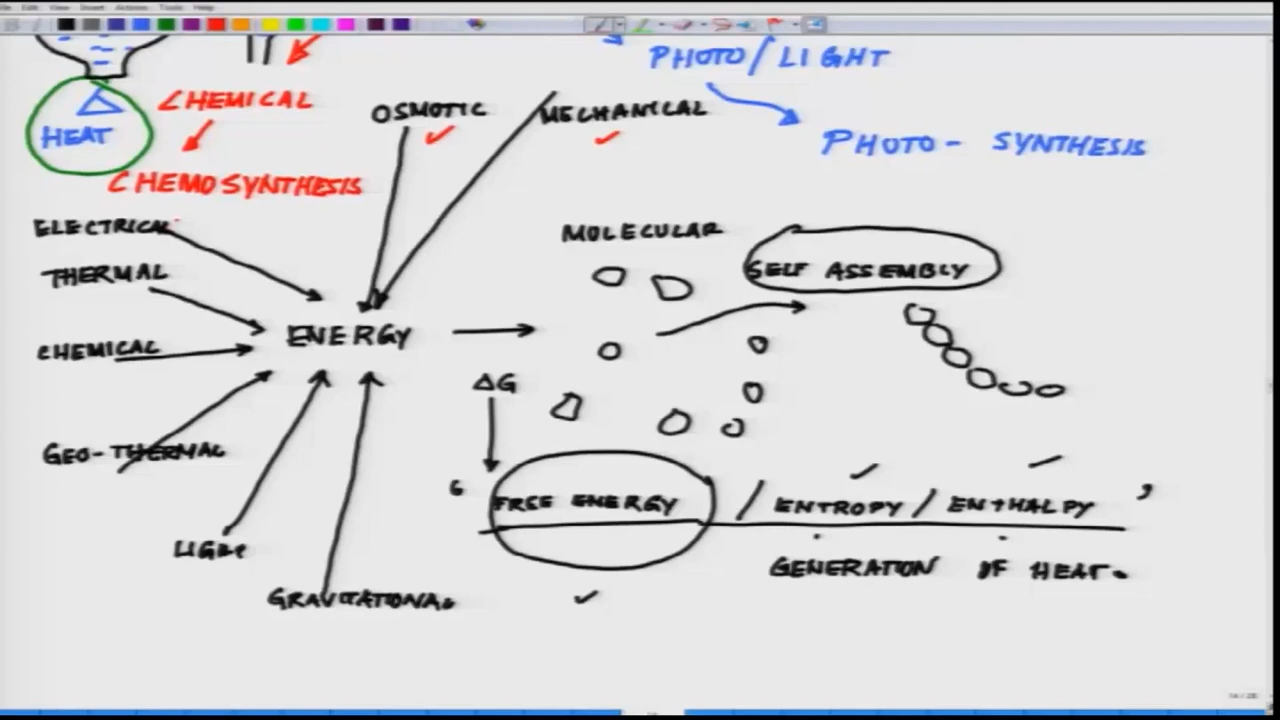 PHOTO/LIGHT
CHEMICAL
OSMOTIC
MECHANICAL
HEAT
PHOTO - SYNTHESIS
CHEMOSYNTHESIS
ELECTRICAL
MOLECULAR
THERMAL
SELF ASSEMBLY
ENERGY
CHEMICAL
ΔG
GEO-THERMAL
FREE ENERGY / ENTROPY / ENTHALPY
GENERATION OF HEAT.
GRAVITATIONAL